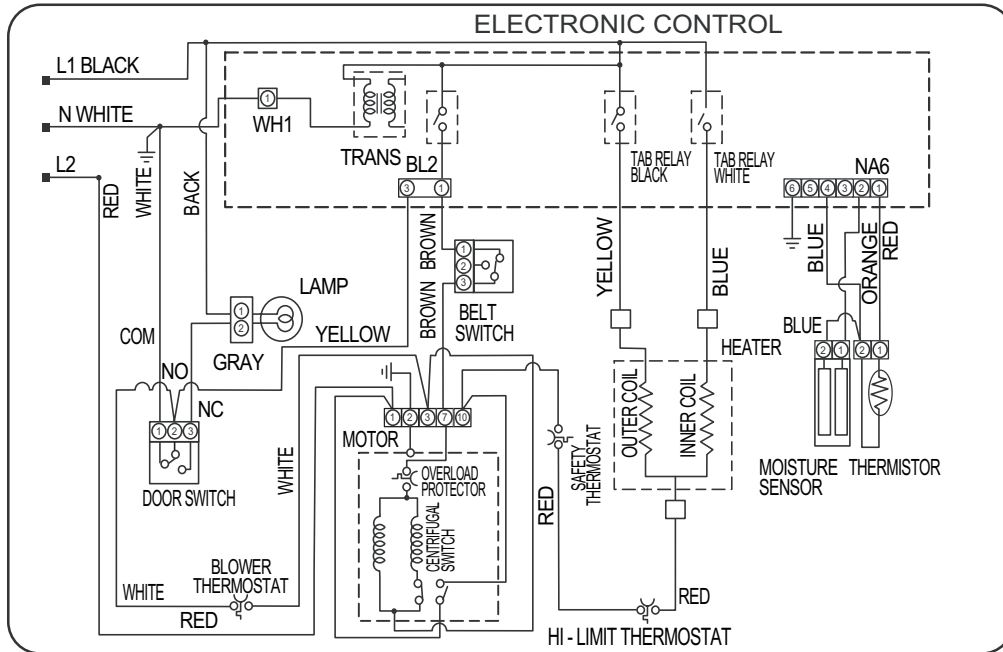 ELECTRONIC CONTROL
L1 BLACK
N WHITE
L2
1
WH1
TRANS
BL2
3 1
TAB RELAY
BLACK
TAB RELAY
WHITE
NA6
6 5 4 3 2 1
RED
WHITE
BACK
BROWN
YELLOW
BLUE
BLUE
ORANGE
RED
1
2
3
BELT
SWITCH
BROWN
LAMP
1
2
GRAY
YELLOW
COM
NO
NC
1 2 3
DOOR SWITCH
MOTOR
1 2 3 7 10
OVERLOAD
PROTECTOR
CENTRIFUGAL
SWITCH
WHITE
RED
SAFETY
THERMOSTAT
HEATER
OUTER COIL
INNER COIL
BLUE
2 1
2 1
MOISTURE
SENSOR
THERMISTOR
BLOWER
THERMOSTAT
WHITE
RED
RED
HI - LIMIT THERMOSTAT